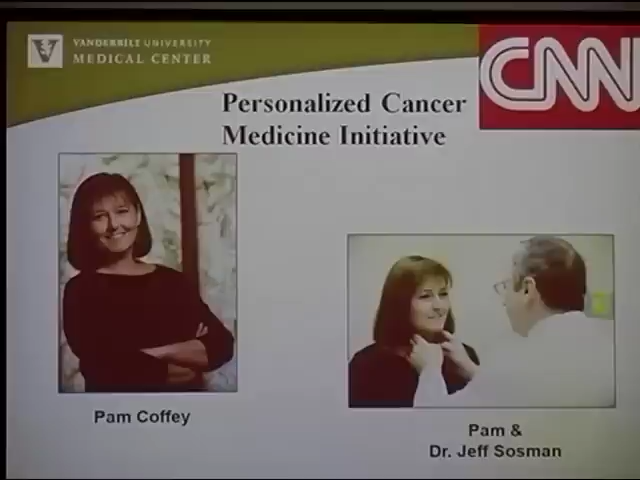 VANDERBILT UNIVERSITY
MEDICAL CENTER
CNN
Personalized Cancer
Medicine Initiative
Pam Coffey
Pam &
Dr. Jeff Sosman